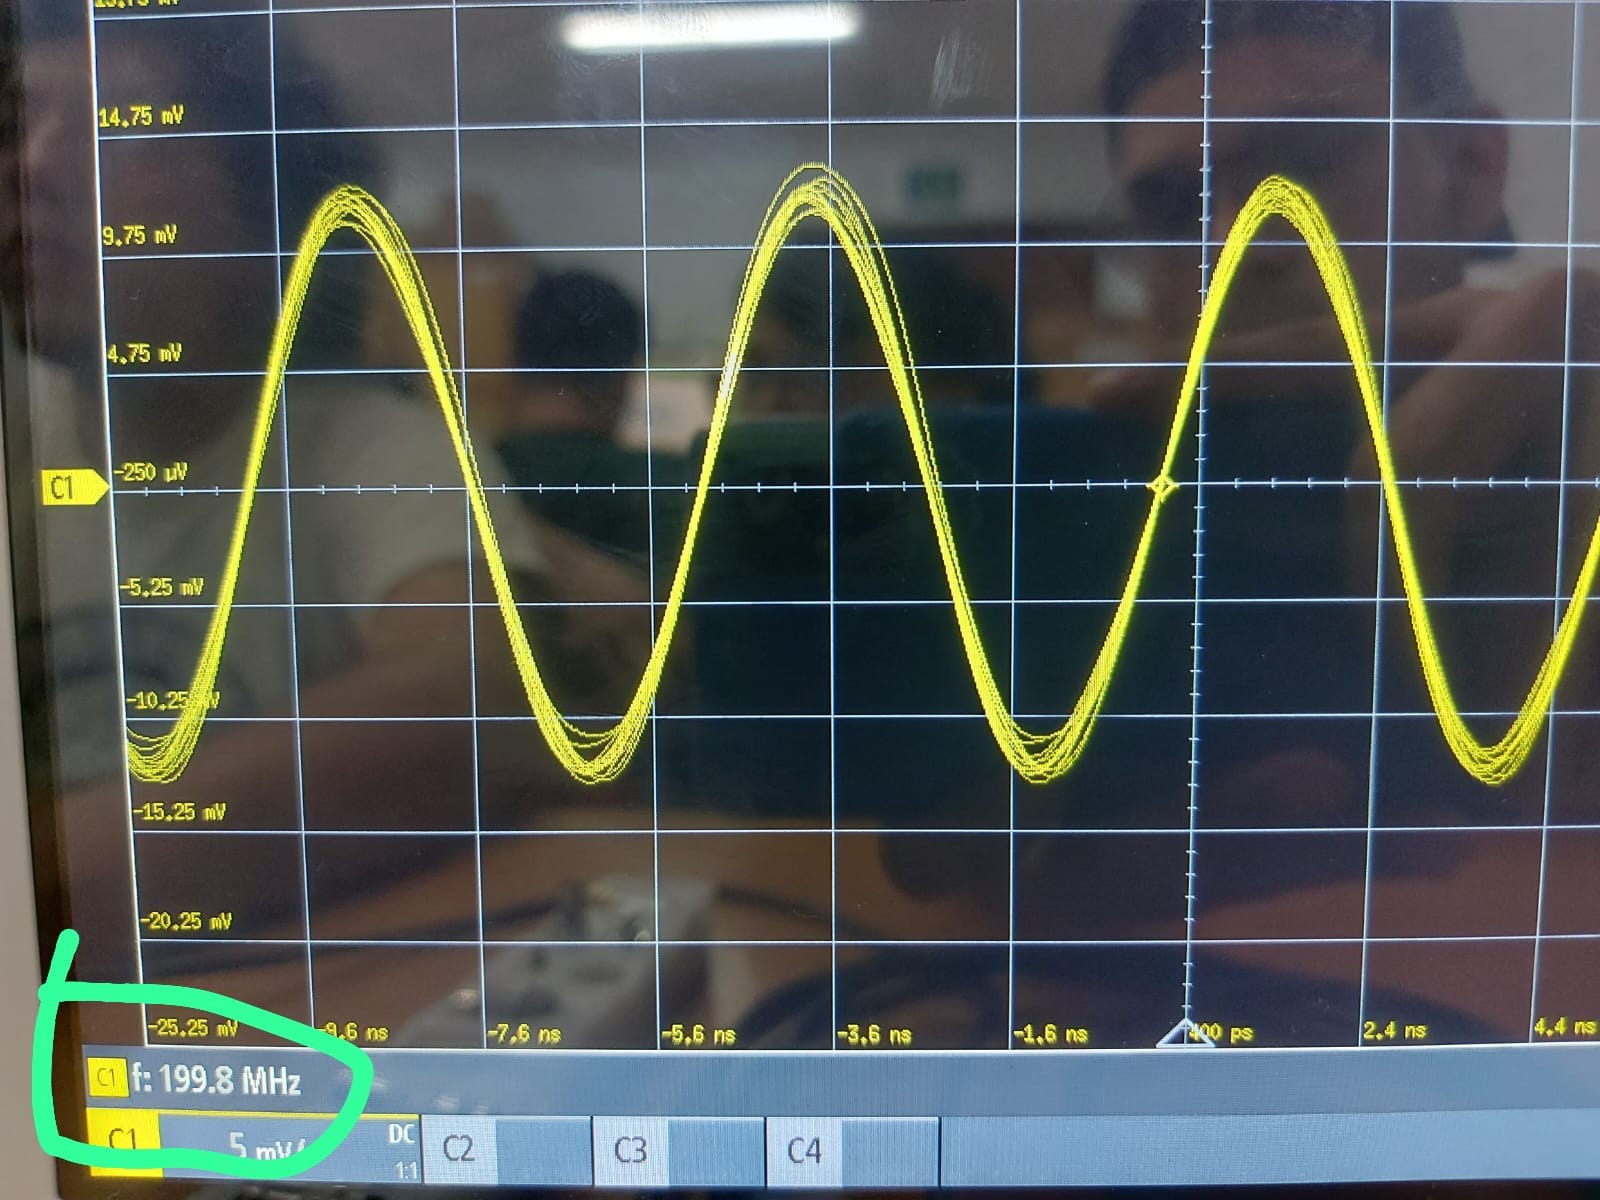 14.75 mV
9.75 mV
4.75 mV
C1
-250 µV
-5.25 mV
-10.25
-15.25 mV
-20.25 mV
-25.25 mV
-9.6 ns -7.6 ns -5.6 ns -3.6 ns -1.6 ns 400 ps 2.4 ns 4.4 ns
C1 f: 199.8 MHz
C1 5 mV/ DC 1:1 C2 C3 C4